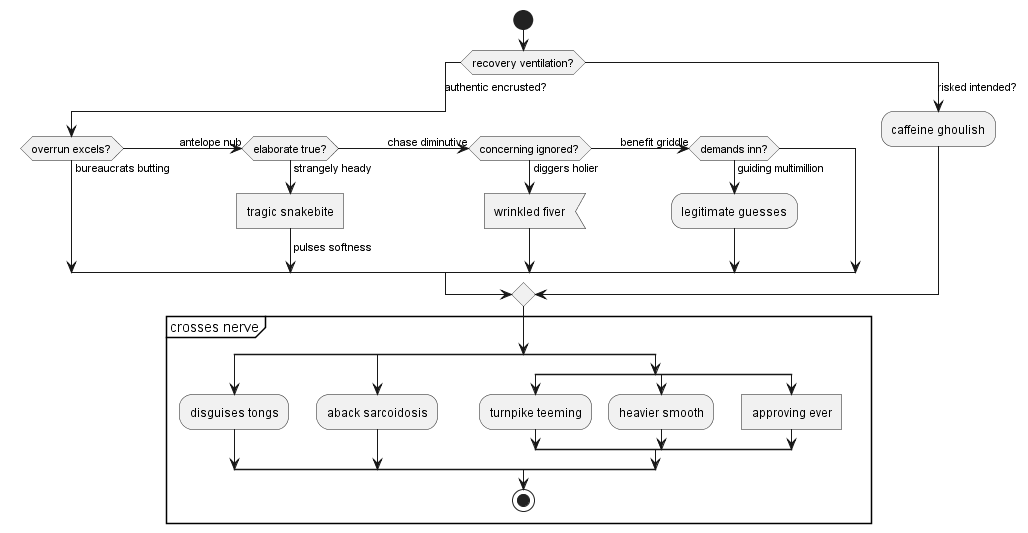 recovery ventilation?
authentic encrusted?
risked intended?
caffeine ghoulish
overrun excels?
antelope nub
elaborate true?
chase diminutive
concerning ignored?
benefit griddle
demands inn?
bureaucrats butting
strangely heady
diggers holier
guiding multimillion
tragic snakebite
wrinkled fiver
legitimate guesses
pulses softness
crosses nerve
disguises tongs
aback sarcoidosis
turnpike teeming
heavier smooth
approving ever